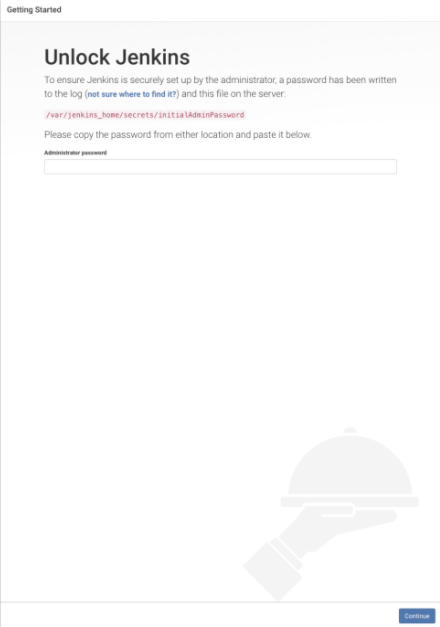 Getting Started
Unlock Jenkins
To ensure Jenkins is securely set up by the administrator, a password has been written
to the log (not sure where to find it?) and this file on the server:
/var/jenkins_home/secrets/initialAdminPassword
Please copy the password from either location and paste it below.
Administrator password
Continue